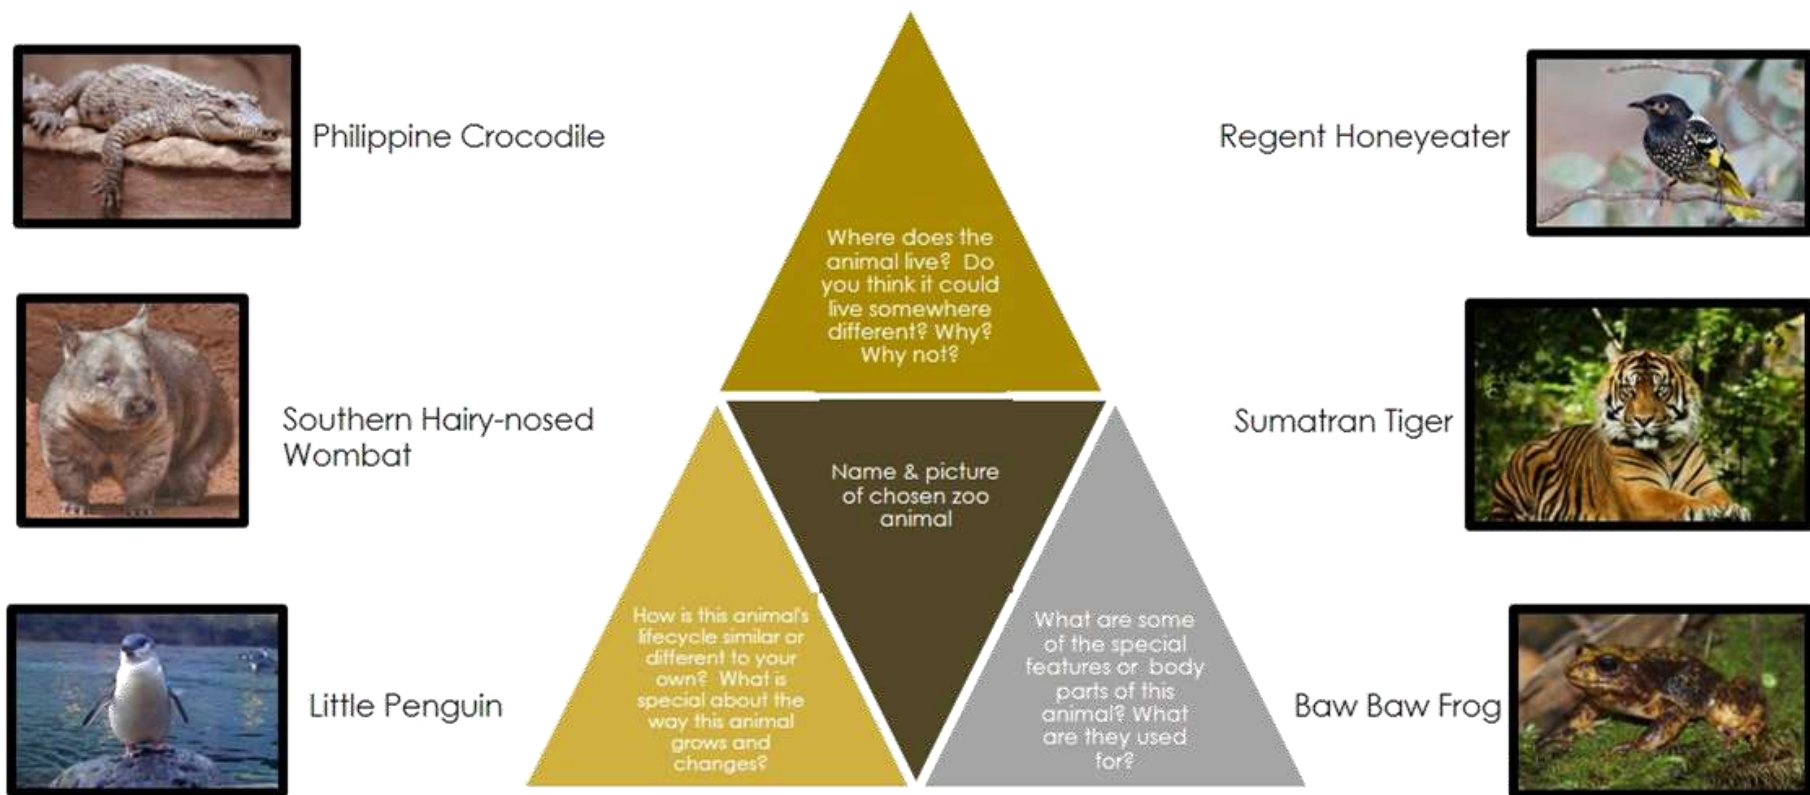 Philippine Crocodile
Southern Hairy-nosed
Wombat
Little Penguin
Where does the
animal live?  Do
you think it could
live somewhere
different? Why?
Why not?
Name & picture
of chosen zoo
animal
How is this animal's
lifecycle similar or
different to your
own?  What is
special about the
way this animal
grows and
changes?
What are some
of the special
features or  body
parts of this
animal? What
are they used
for?
Regent Honeyeater
Sumatran Tiger
Baw Baw Frog